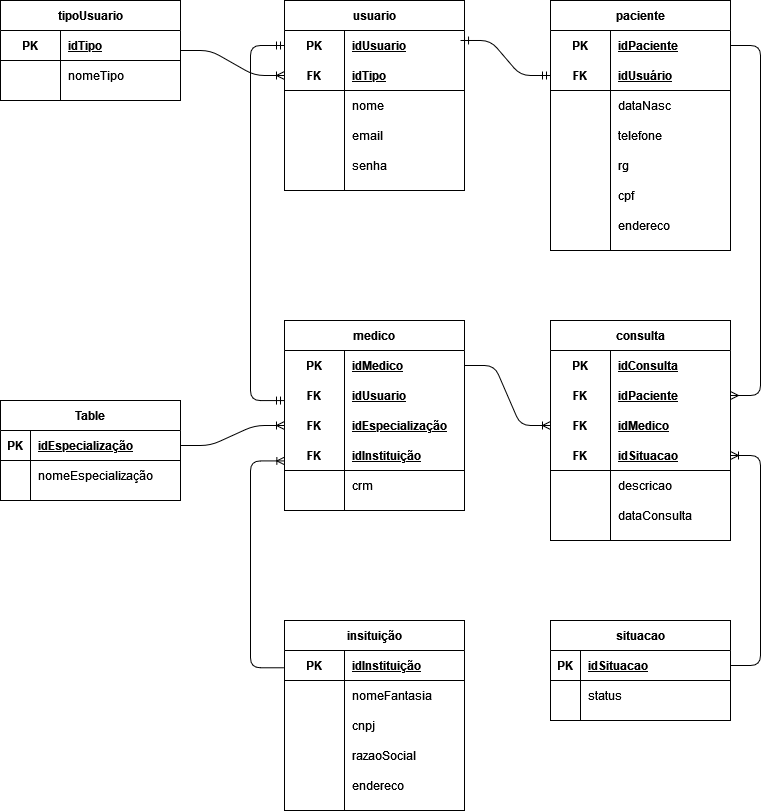 tipoUsuario
PK idTipo
nomeTipo
usuario
PK idUsuario
FK idTipo
nome
email
senha
paciente
PK idPaciente
FK idUsuário
dataNasc
telefone
rg
cpf
endereco
medico
PK idMedico
FK idUsuario
FK idEspecialização
FK idInstituição
crm
consulta
PK idConsulta
FK idPaciente
FK idMedico
FK idSituacao
descricao
dataConsulta
Table
PK idEspecialização
nomeEspecialização
insituição
PK idInstituição
nomeFantasia
cnpj
razaoSocial
endereco
situacao
PK idSituacao
status